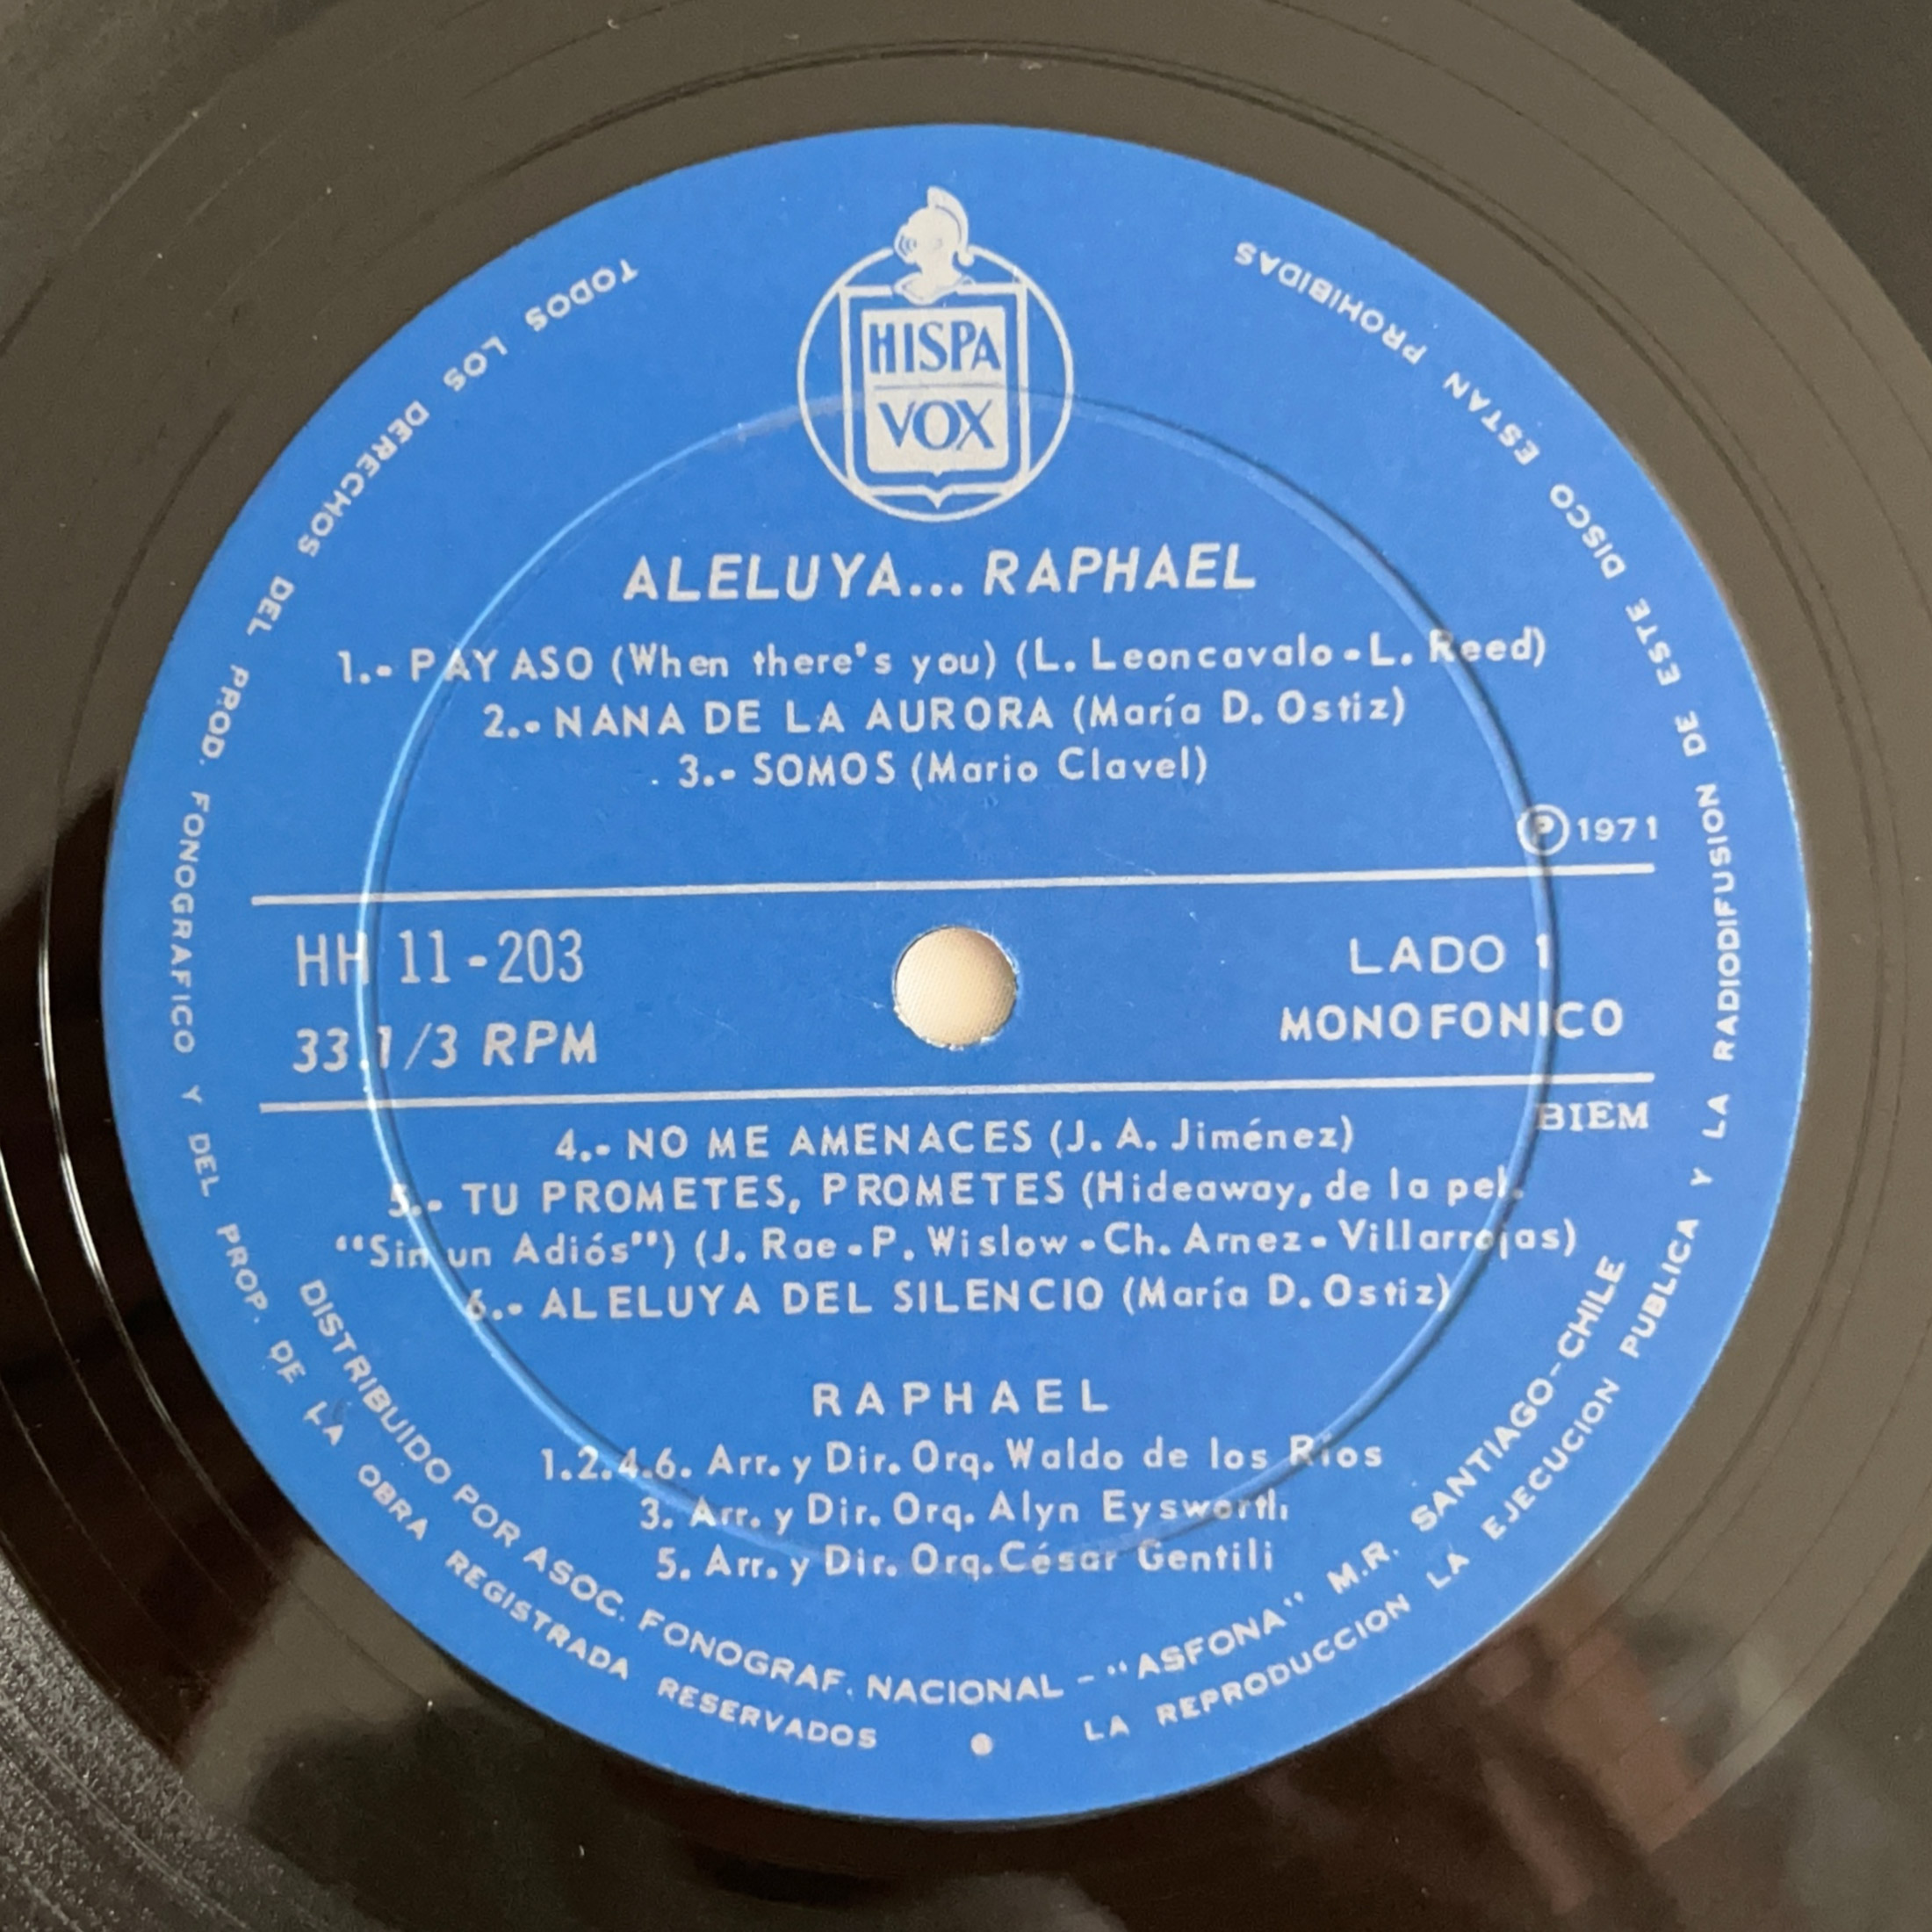 HISPA
VOX
ALELUYA... RAPHAEL
1.- PAYASO (When there's you) (L. Leoncavalo - L. Reed)
2.- NANA DE LA AURORA (María D. Ostiz)
3.- SOMOS (Mario Clavel)
Ⓟ 1971
HH 11-203
33.1/3 RPM
LADO 1
MONOFONICO
BIEM
4.- NO ME AMENACES (J. A. Jiménez)
5.- TU PROMETES, PROMETES (Hideaway, de la pel.
"Sin un Adiós") (J. Rae - P. Wislow - Ch. Arnez - Villarrojas)
6.- ALELUYA DEL SILENCIO (María D. Ostiz)
RAPHAEL
1.2.4.6. Arr. y Dir. Orq. Waldo de los Ríos
3. Arr. y Dir. Orq. Alyn Eysworth
5. Arr. y Dir. Orq. César Gentili
DISTRIBUIDO POR ASOC. FONOGRAF. NACIONAL - "ASFONA" M.R. SANTIAGO-CHILE
TODOS LOS DERECHOS DEL PROD. FONOGRAFICO Y DEL PROP. DE LA OBRA REGISTRADA RESERVADOS • LA REPRODUCCION LA EJECUCION PUBLICA Y LA RADIODIFUSION DE ESTE DISCO ESTAN PROHIBIDAS